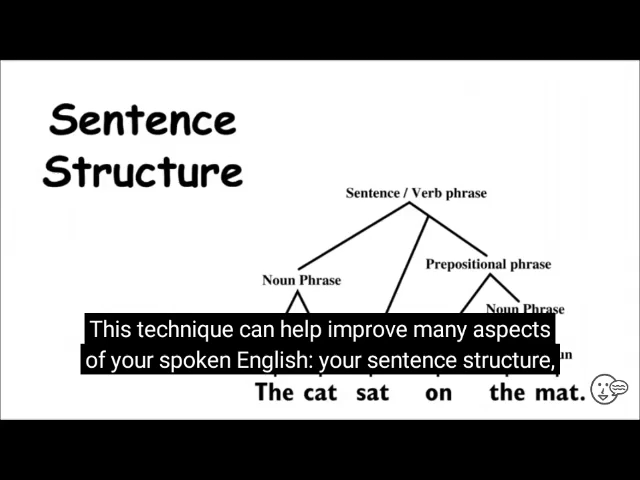 Sentence
Structure
Sentence / Verb phrase
Prepositional phrase
Noun Phrase
Noun Phrase
This technique can help improve many aspects
of your spoken English: your sentence structure,
The cat sat on the mat.